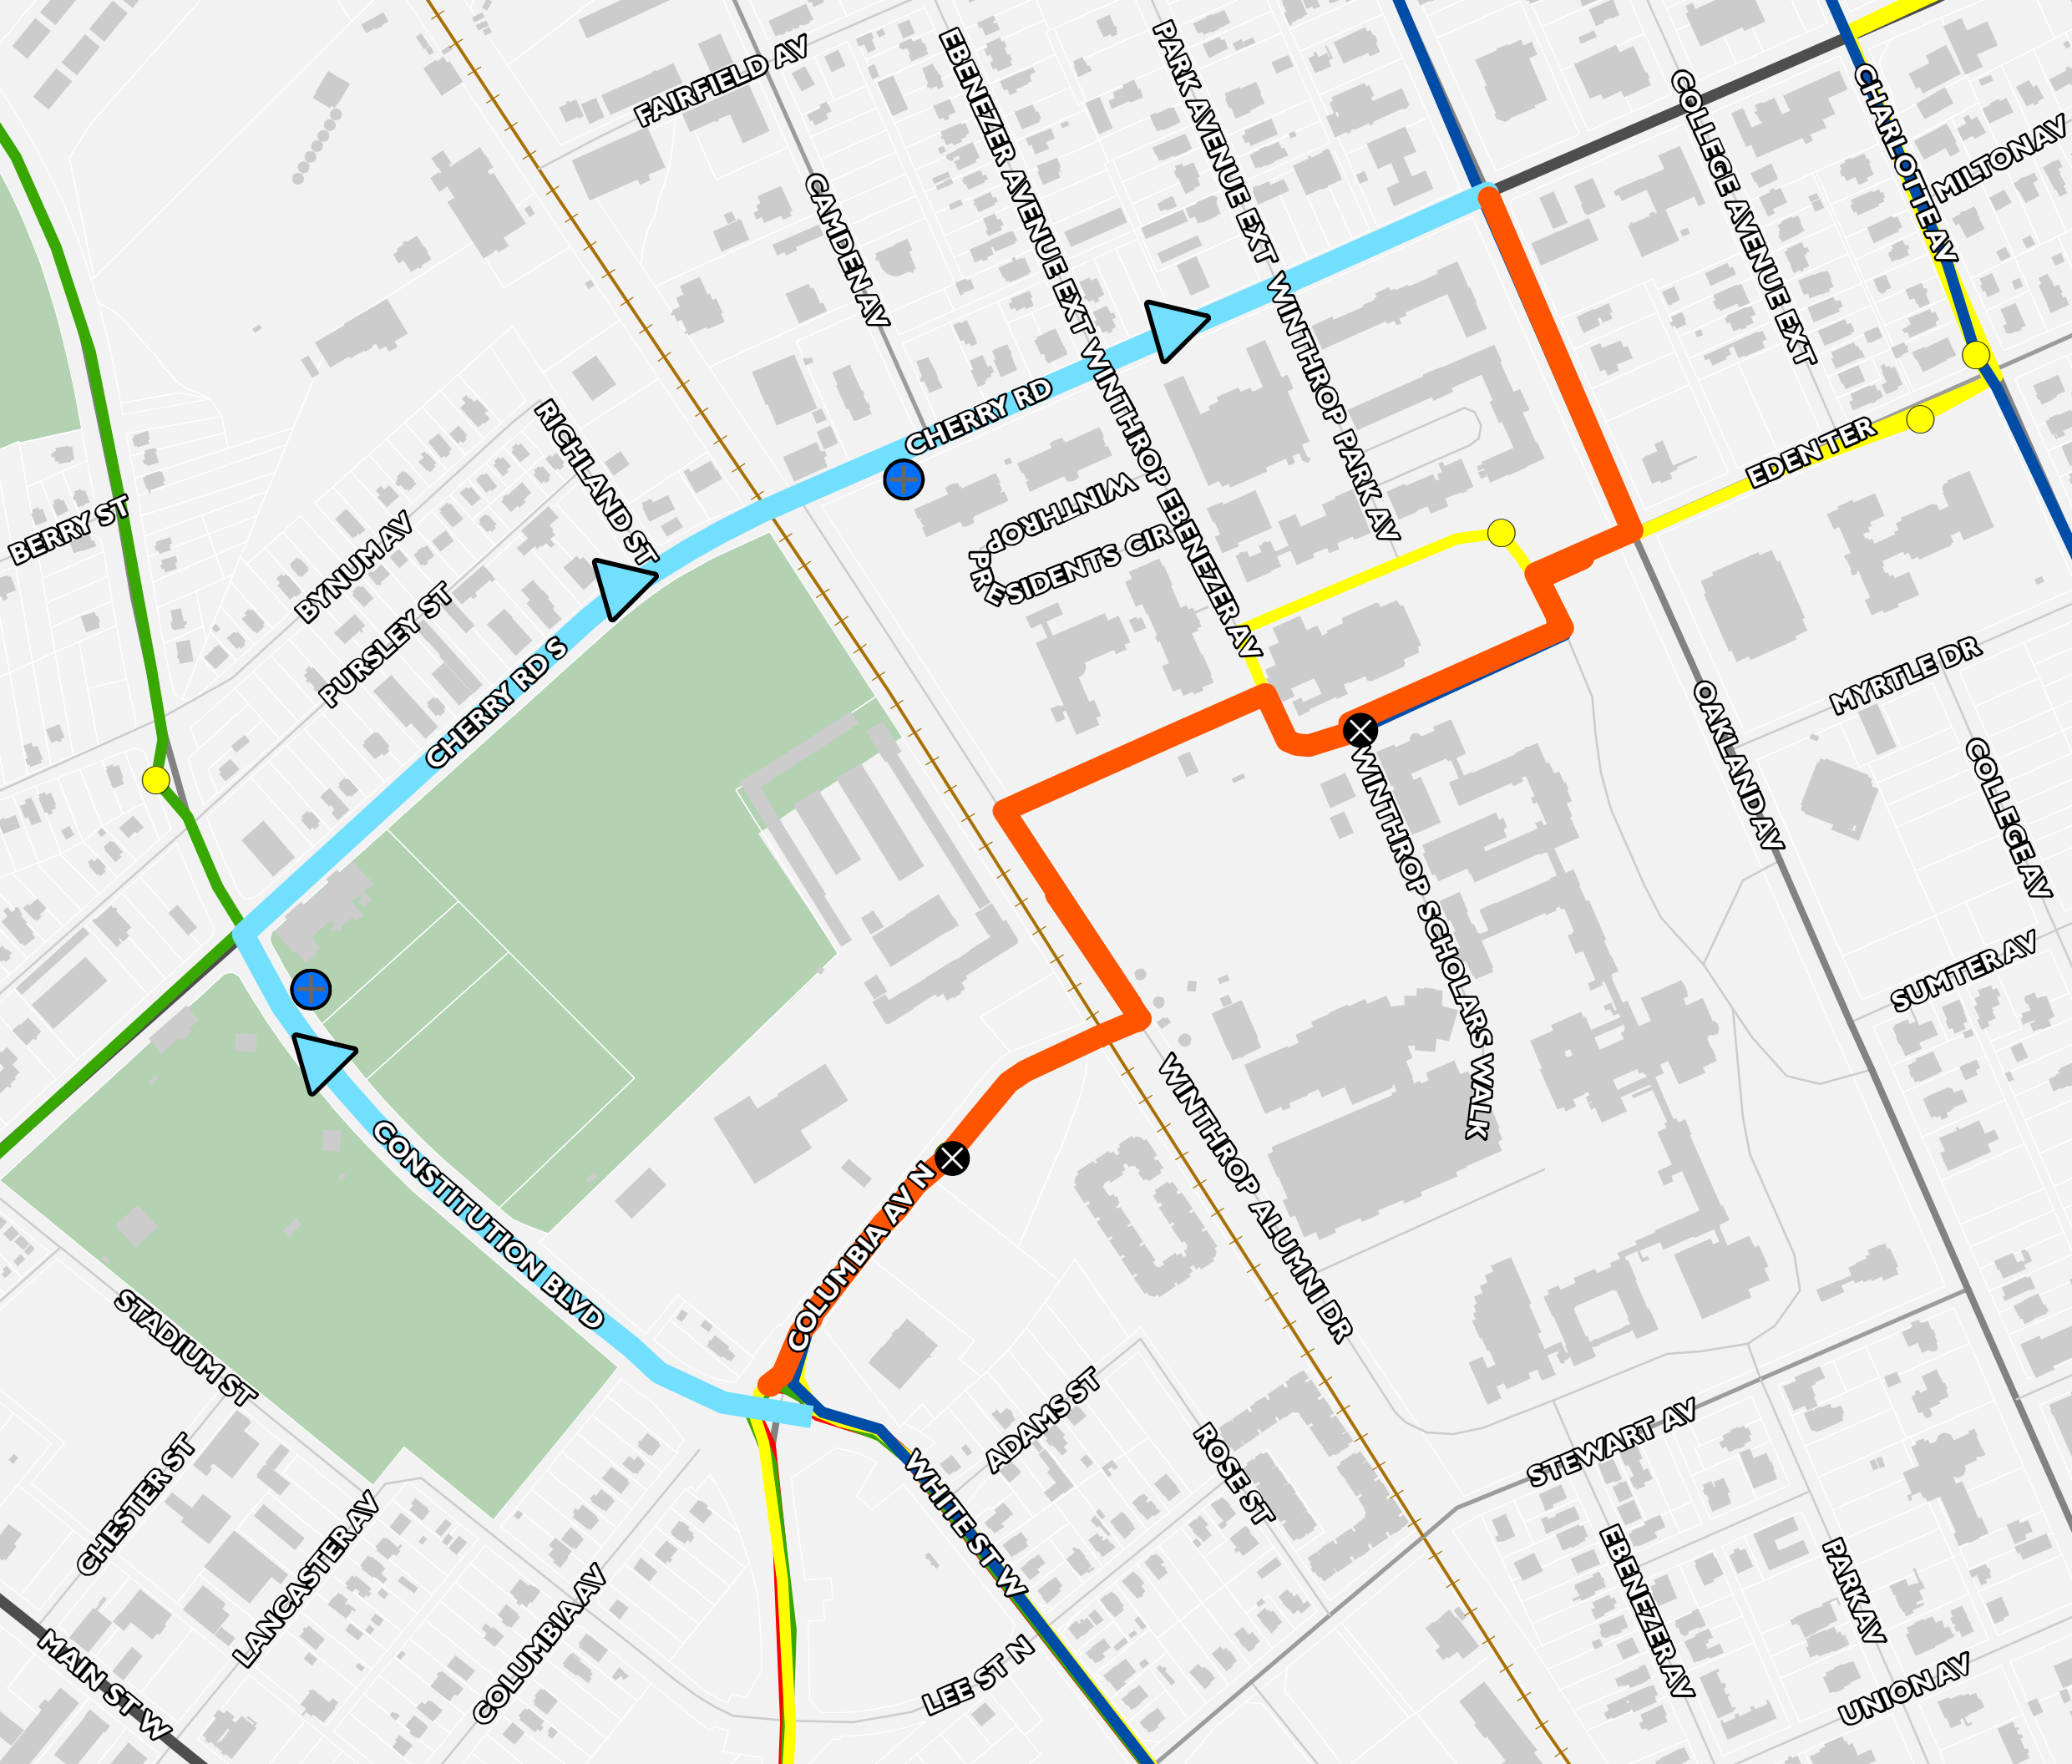 FAIRFIELD AV
EBENEZER AVENUE EXT
PARK AVENUE EXT
COLLEGE AVENUE EXT
CHARLOTTE AV
MILTON AV
CAMDEN AV
WINTHROP PARK AV
CHERRY RD
WINTHROP EBENEZER AV
RICHLAND ST
EDEN TER
BERRY ST
BYNUM AV
WINTHROP
PRESIDENTS CIR
PURSLEY ST
CHERRY RD S
MYRTLE DR
OAKLAND AV
COLLEGE AV
WINTHROP SCHOLARS WALK
SUMTER AV
WINTHROP ALUMNI DR
CONSTITUTION BLVD
COLUMBIA AV N
STADIUM ST
ADAMS ST
ROSE ST
STEWART AV
CHESTER ST
WHITE ST W
LANCASTER AV
COLUMBIA AV
EBENEZER AV
PARK AV
LEE ST N
MAIN ST W
UNION AV